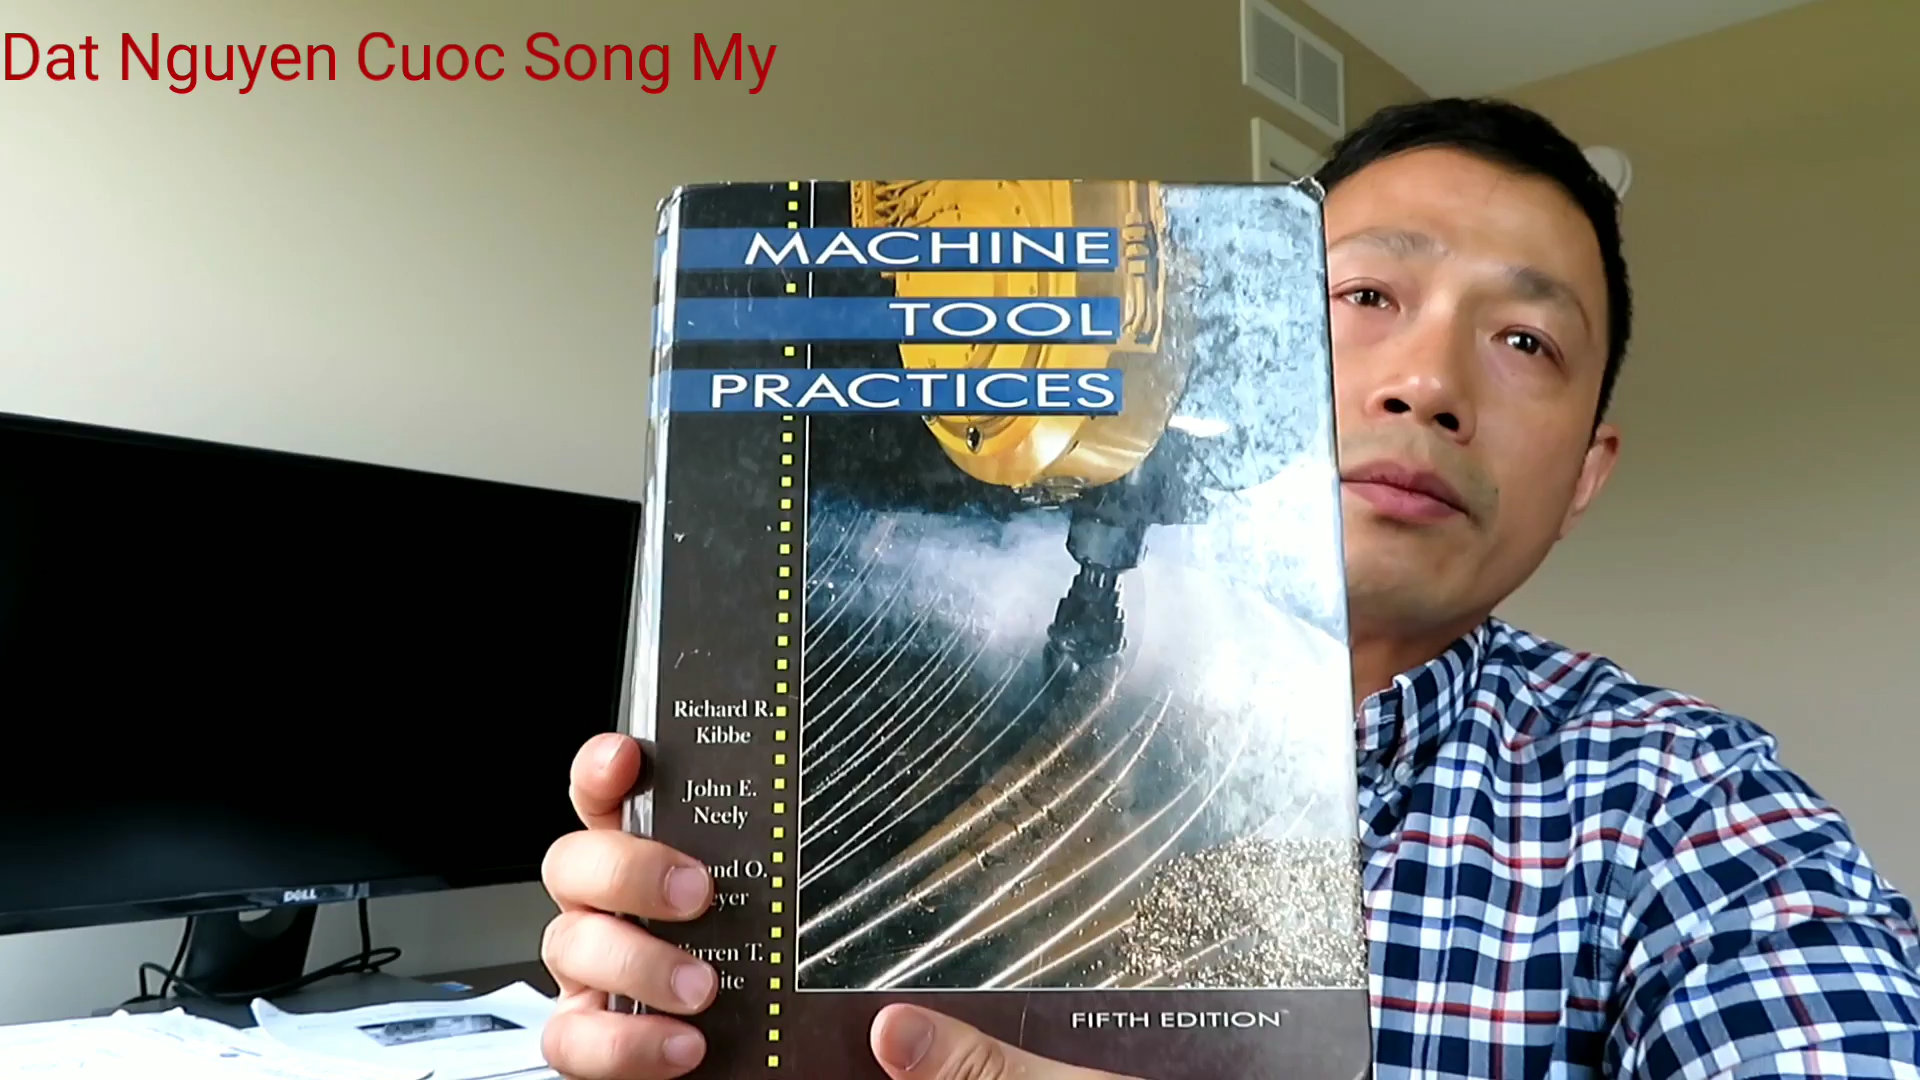 Dat Nguyen Cuoc Song My
MACHINE
TOOL
PRACTICES
Richard R.
Kibbe
John E.
Neely
O.
T.
FIFTH EDITION
DELL